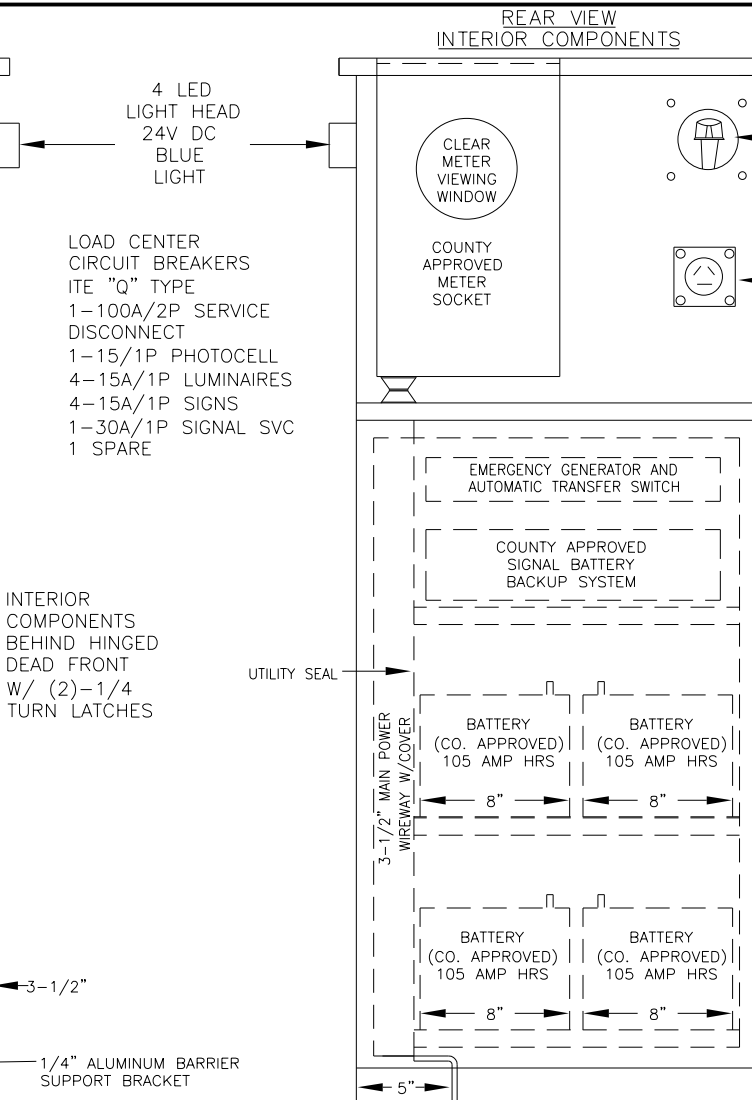 REAR VIEW
INTERIOR COMPONENTS
4 LED
LIGHT HEAD
24V DC
BLUE
LIGHT
CLEAR
METER
VIEWING
WINDOW
COUNTY
APPROVED
METER
SOCKET
LOAD CENTER
CIRCUIT BREAKERS
ITE "Q" TYPE
1-100A/2P SERVICE
DISCONNECT
1-15/1P PHOTOCELL
4-15A/1P LUMINAIRES
4-15A/1P SIGNS
1-30A/1P SIGNAL SVC
1 SPARE
EMERGENCY GENERATOR AND
AUTOMATIC TRANSFER SWITCH
COUNTY APPROVED
SIGNAL BATTERY
BACKUP SYSTEM
INTERIOR
COMPONENTS
BEHIND HINGED
DEAD FRONT
W/ (2)-1/4
TURN LATCHES
UTILITY SEAL
3-1/2" MAIN POWER
WIREWAY W/COVER
BATTERY
(CO. APPROVED)
105 AMP HRS
8"
BATTERY
(CO. APPROVED)
105 AMP HRS
8"
BATTERY
(CO. APPROVED)
105 AMP HRS
8"
BATTERY
(CO. APPROVED)
105 AMP HRS
8"
3-1/2"
1/4" ALUMINUM BARRIER
SUPPORT BRACKET
5"